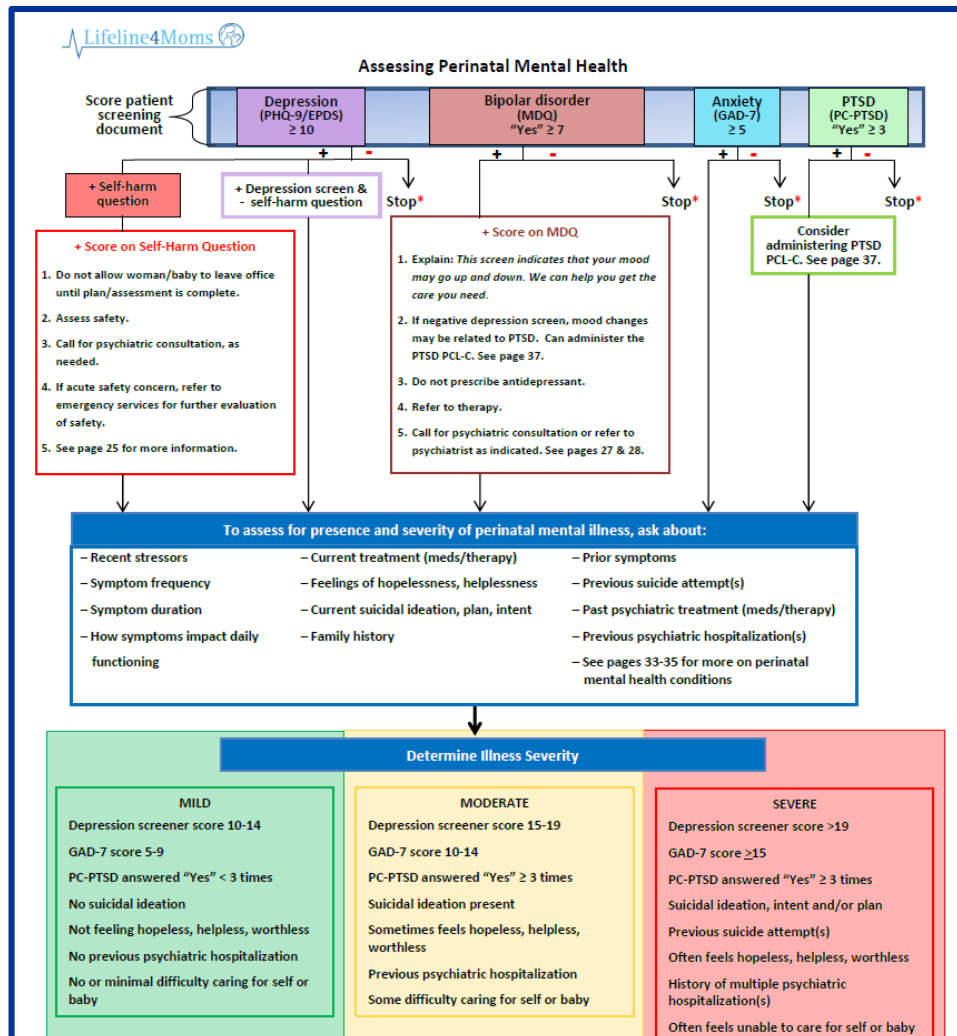 Lifeline4Moms
Assessing Perinatal Mental Health
Score patient
screening
document
Depression
(PHQ-9/EPDS)
≥ 10
Bipolar disorder
(MDQ)
“Yes” ≥ 7
Anxiety
(GAD-7)
≥ 5
PTSD
(PC-PTSD)
“Yes” ≥ 3
+ -
+ -
+ -
+ -
+ Self-harm
question
+ Depression screen &
- self-harm question
Stop*
Stop*
Stop*
Stop*
+ Score on Self-Harm Question
1. Do not allow woman/baby to leave office
until plan/assessment is complete.
2. Assess safety.
3. Call for psychiatric consultation, as
needed.
4. If acute safety concern, refer to
emergency services for further evaluation
of safety.
5. See page 25 for more information.
+ Score on MDQ
1. Explain: This screen indicates that your mood
may go up and down. We can help you get the
care you need.
2. If negative depression screen, mood changes
may be related to PTSD. Can administer the
PTSD PCL-C. See page 37.
3. Do not prescribe antidepressant.
4. Refer to therapy.
5. Call for psychiatric consultation or refer to
psychiatrist as indicated. See pages 27 & 28.
Consider
administering PTSD
PCL-C. See page 37.
To assess for presence and severity of perinatal mental illness, ask about:
– Recent stressors
– Symptom frequency
– Symptom duration
– How symptoms impact daily
functioning
– Current treatment (meds/therapy)
– Feelings of hopelessness, helplessness
– Current suicidal ideation, plan, intent
– Family history
– Prior symptoms
– Previous suicide attempt(s)
– Past psychiatric treatment (meds/therapy)
– Previous psychiatric hospitalization(s)
– See pages 33-35 for more on perinatal
mental health conditions
Determine Illness Severity
MILD
Depression screener score 10-14
GAD-7 score 5-9
PC-PTSD answered “Yes” < 3 times
No suicidal ideation
Not feeling hopeless, helpless, worthless
No previous psychiatric hospitalization
No or minimal difficulty caring for self or
baby
MODERATE
Depression screener score 15-19
GAD-7 score 10-14
PC-PTSD answered “Yes” ≥ 3 times
Suicidal ideation present
Sometimes feels hopeless, helpless,
worthless
Previous psychiatric hospitalization
Some difficulty caring for self or baby
SEVERE
Depression screener score >19
GAD-7 score ≥15
PC-PTSD answered “Yes” ≥ 3 times
Suicidal ideation, intent and/or plan
Previous suicide attempt(s)
Often feels hopeless, helpless, worthless
History of multiple psychiatric
hospitalization(s)
Often feels unable to care for self or baby